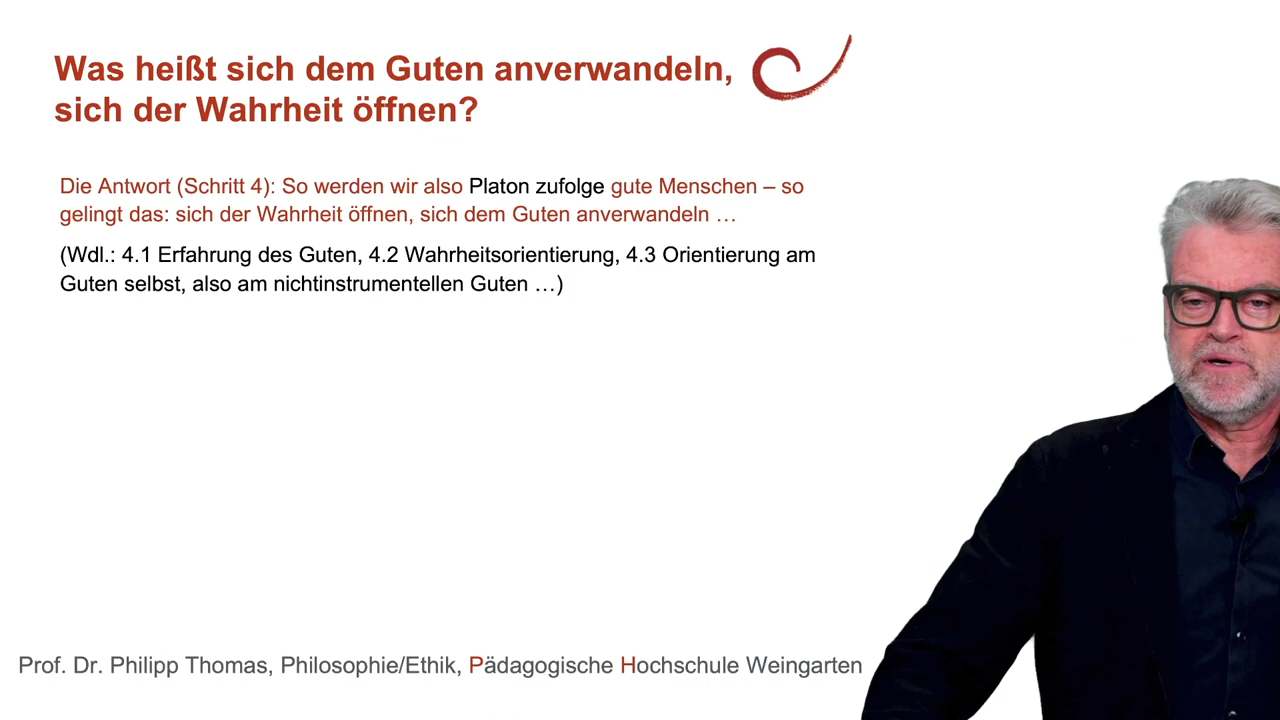 Was heißt sich dem Guten anverwandeln,
sich der Wahrheit öffnen?
Die Antwort (Schritt 4): So werden wir also Platon zufolge gute Menschen – so
gelingt das: sich der Wahrheit öffnen, sich dem Guten anverwandeln …
(Wdl.: 4.1 Erfahrung des Guten, 4.2 Wahrheitsorientierung, 4.3 Orientierung am
Guten selbst, also am nichtinstrumentellen Guten …)
Prof. Dr. Philipp Thomas, Philosophie/Ethik, Pädagogische Hochschule Weingarten